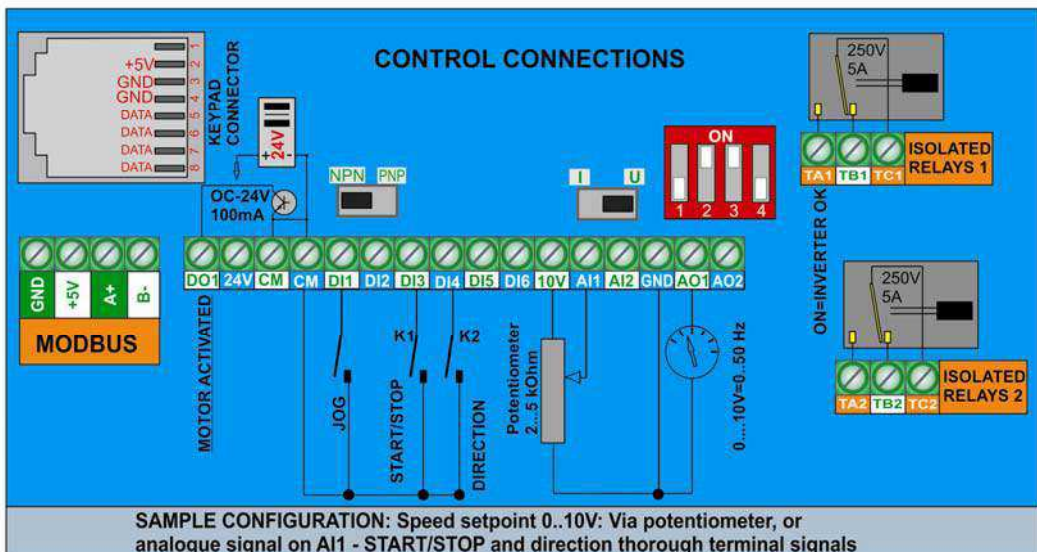 CONTROL CONNECTIONS
1
+5V 2
GND 3
GND 4
DATA 5
DATA 6
DATA 7
DATA 8
KEYPAD
CONNECTOR
+ 24V -
OC-24V
100mA
NPN PNP
I U
ON
1 2 3 4
250V
5A
TA1 TB1 TC1
ISOLATED
RELAYS 1
ON=INVERTER OK
250V
5A
TA2 TB2 TC2
ISOLATED
RELAYS 2
GND +5V A+ B-
MODBUS
DO1 24V CM CM DI1 DI2 DI3 DI4 DI5 DI6 10V AI1 AI2 GND AO1 AO2
MOTOR ACTIVATED
JOG
K1
START/STOP
K2
DIRECTION
Potentiometer
2...5 kOhm
0....10V=0..50 Hz
SAMPLE CONFIGURATION: Speed setpoint 0..10V: Via potentiometer, or
analogue signal on AI1 - START/STOP and direction thorough terminal signals